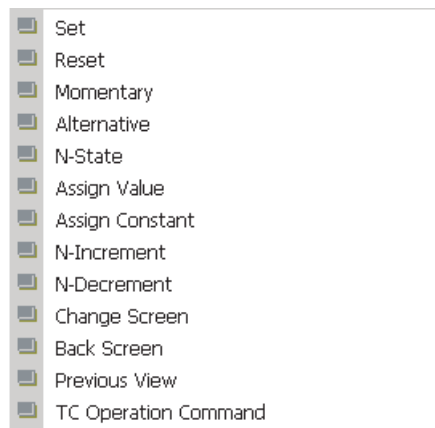 Set
Reset
Momentary
Alternative
N-State
Assign Value
Assign Constant
N-Increment
N-Decrement
Change Screen
Back Screen
Previous View
TC Operation Command